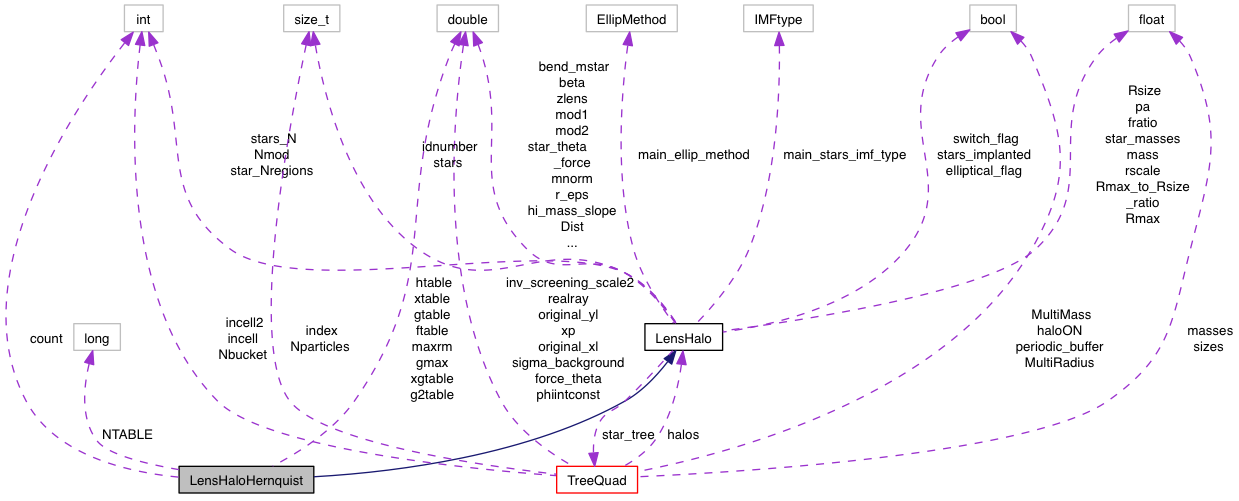 int
size_t
double
EllipMethod
IMFtype
bool
float
bend_mstar
beta
zlens
mod1
mod2
star_theta
_force
mnorm
r_eps
hi_mass_slope
Dist
...
stars_N
Nmod
star_Nregions
idnumber
stars
main_ellip_method
main_stars_imf_type
switch_flag
stars_implanted
elliptical_flag
Rsize
pa
fratio
star_masses
mass
rscale
Rmax_to_Rsize
_ratio
Rmax
count
long
incell2
incell
Nbucket
index
Nparticles
htable
xtable
gtable
ftable
maxrm
gmax
xgtable
g2table
inv_screening_scale2
realray
original_yl
xp
original_xl
sigma_background
force_theta
phiintconst
LensHalo
MultiMass
haloON
periodic_buffer
MultiRadius
masses
sizes
NTABLE
star_tree
halos
LensHaloHernquist
TreeQuad